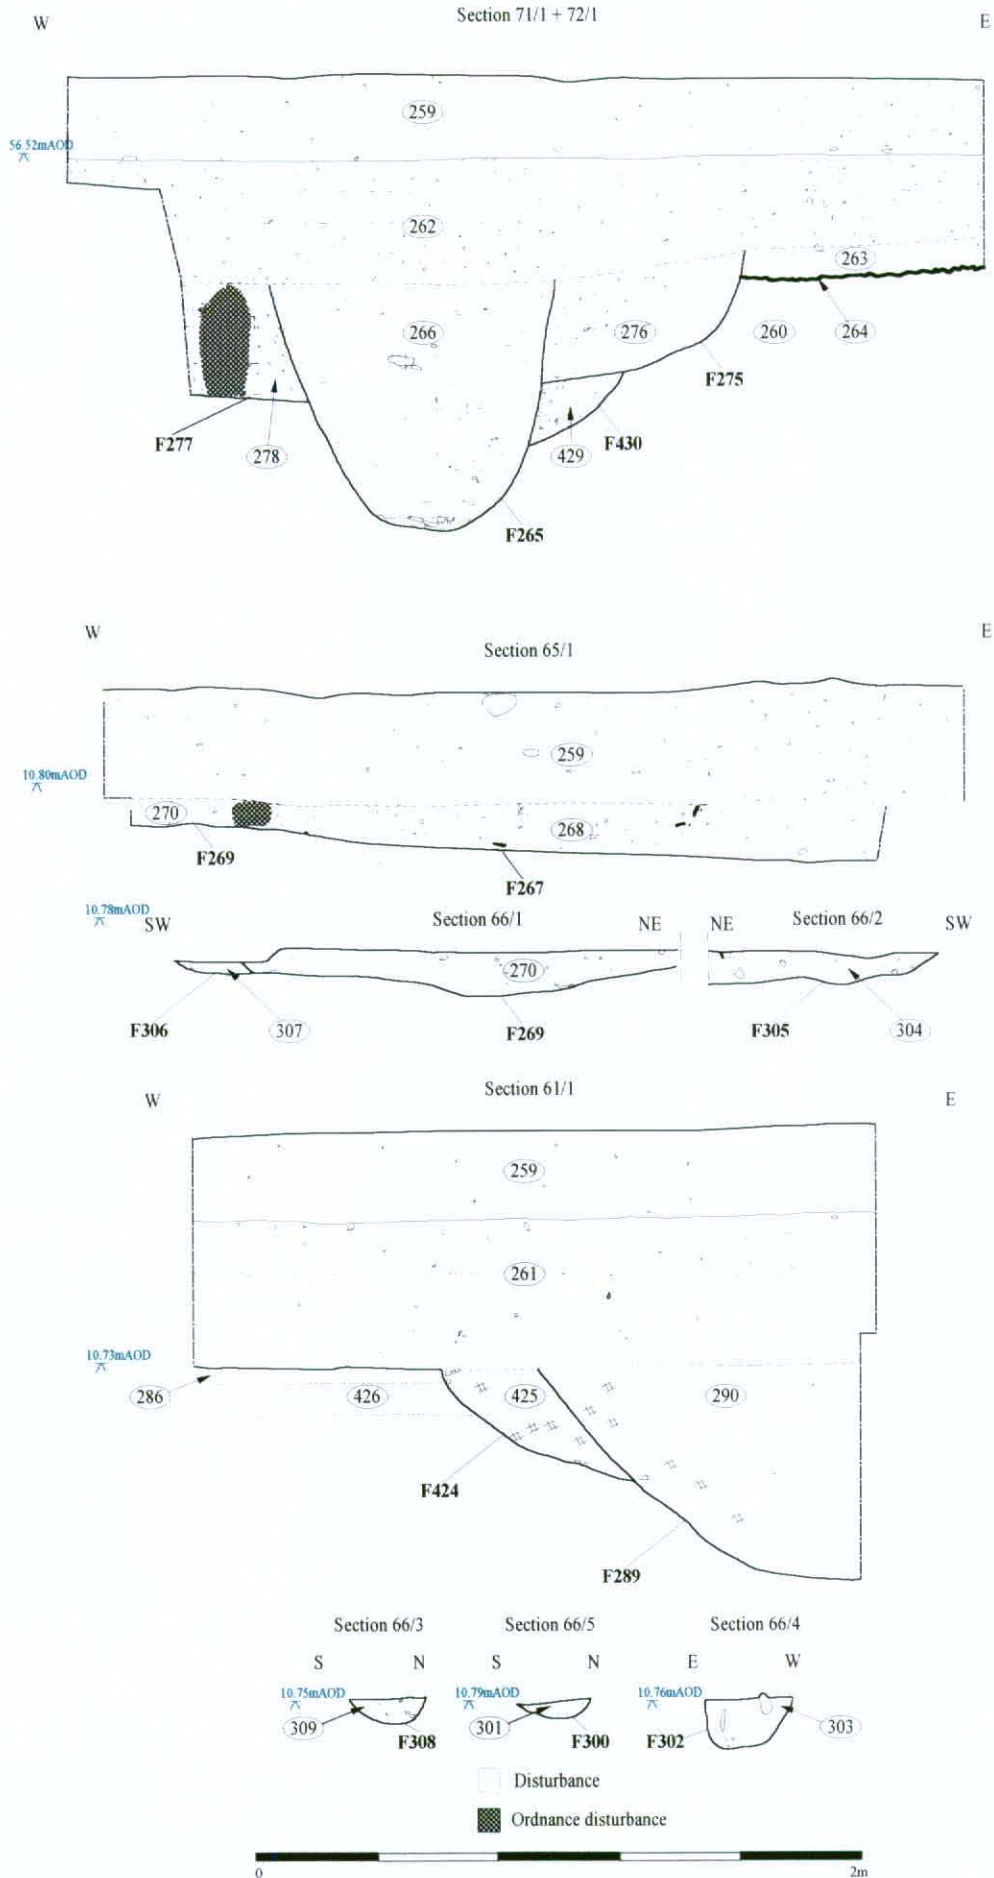 Section 71/1 + 72/1
W E
259
56.52mAOD
262
263
266 276 260 264
F275
F277
278 429 F430
F265
W E
Section 65/1
259
10.80mAOD
270 268
F269
F267
10.78mAOD
SW Section 66/1 NE NE Section 66/2 SW
270
F306 307 F269 F305 304
Section 61/1
W E
259
261
10.73mAOD
286 426 425 290
F424
F289
Section 66/3 Section 66/5 Section 66/4
S N S N E W
10.75mAOD 10.79mAOD 10.76mAOD
309 F308 301 F300 F302 303
Disturbance
Ordnance disturbance
0 2m